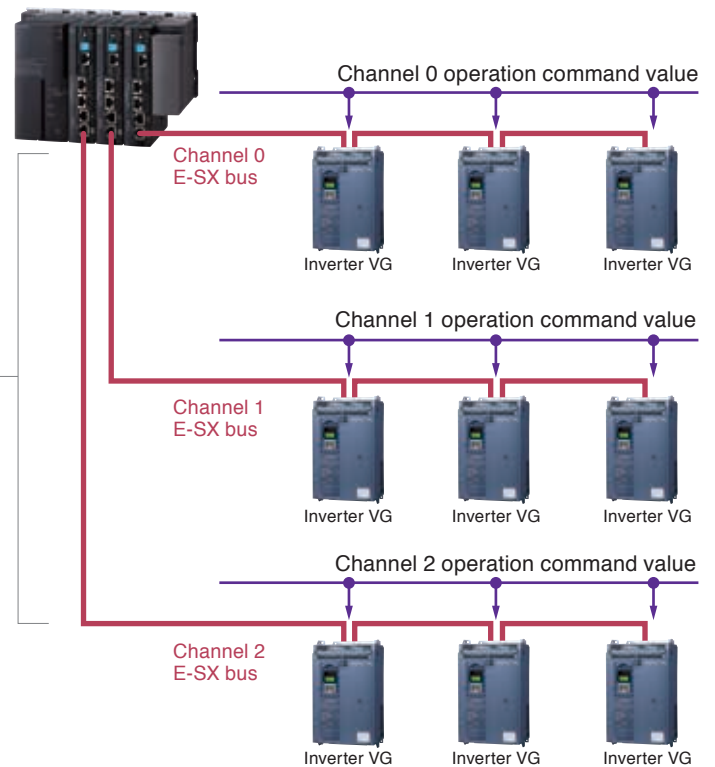 Channel 0 operation command value
Channel 0
E-SX bus
Inverter VG
Inverter VG
Inverter VG
Channel 1 operation command value
Channel 1
E-SX bus
Inverter VG
Inverter VG
Inverter VG
Channel 2 operation command value
Channel 2
E-SX bus
Inverter VG
Inverter VG
Inverter VG